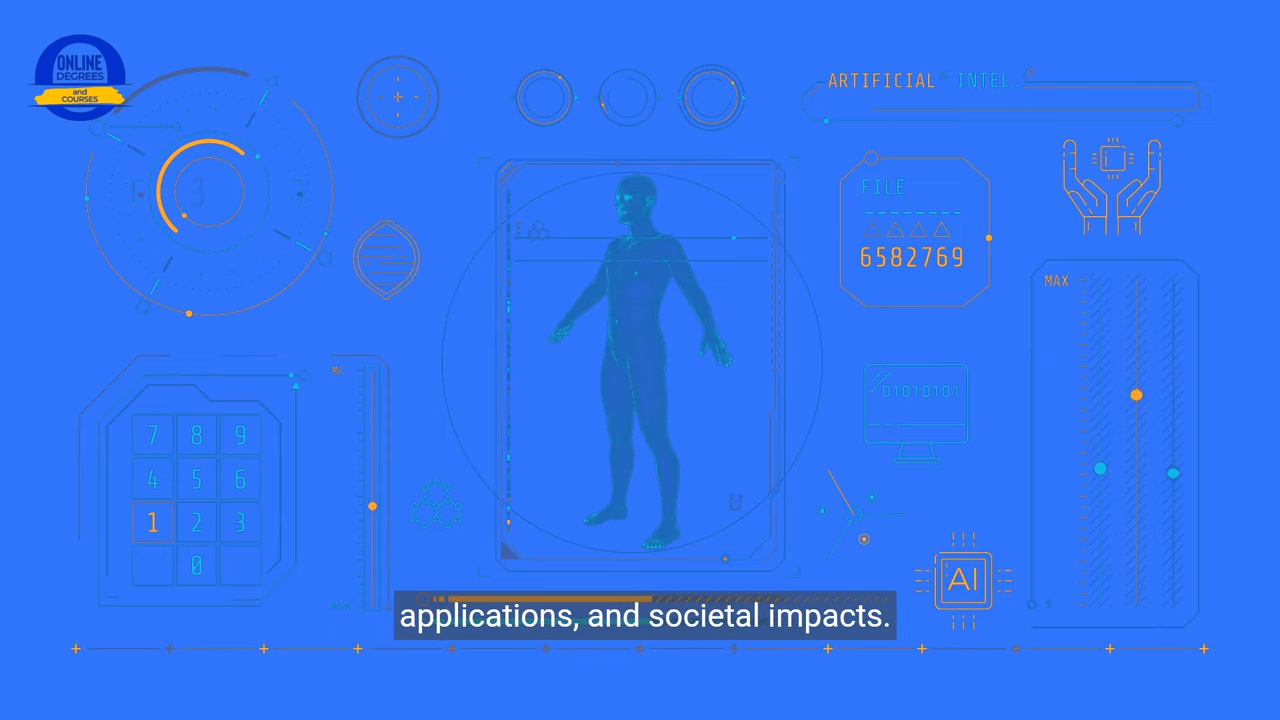 ONLINE
DEGREES
and
COURSES
ARTIFICIAL INTEL.
3
FILE
6582769
MAX
01010101
7 8 9
4 5 6
1 2 3
0
AI
applications, and societal impacts.